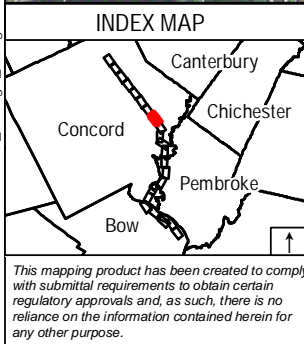 INDEX MAP
Canterbury
Chichester
Concord
Pembroke
Bow
This mapping product has been created to comply
with submittal requirements to obtain certain
regulatory approvals and, as such, there is no
reliance on the information contained herein for
any other purpose.